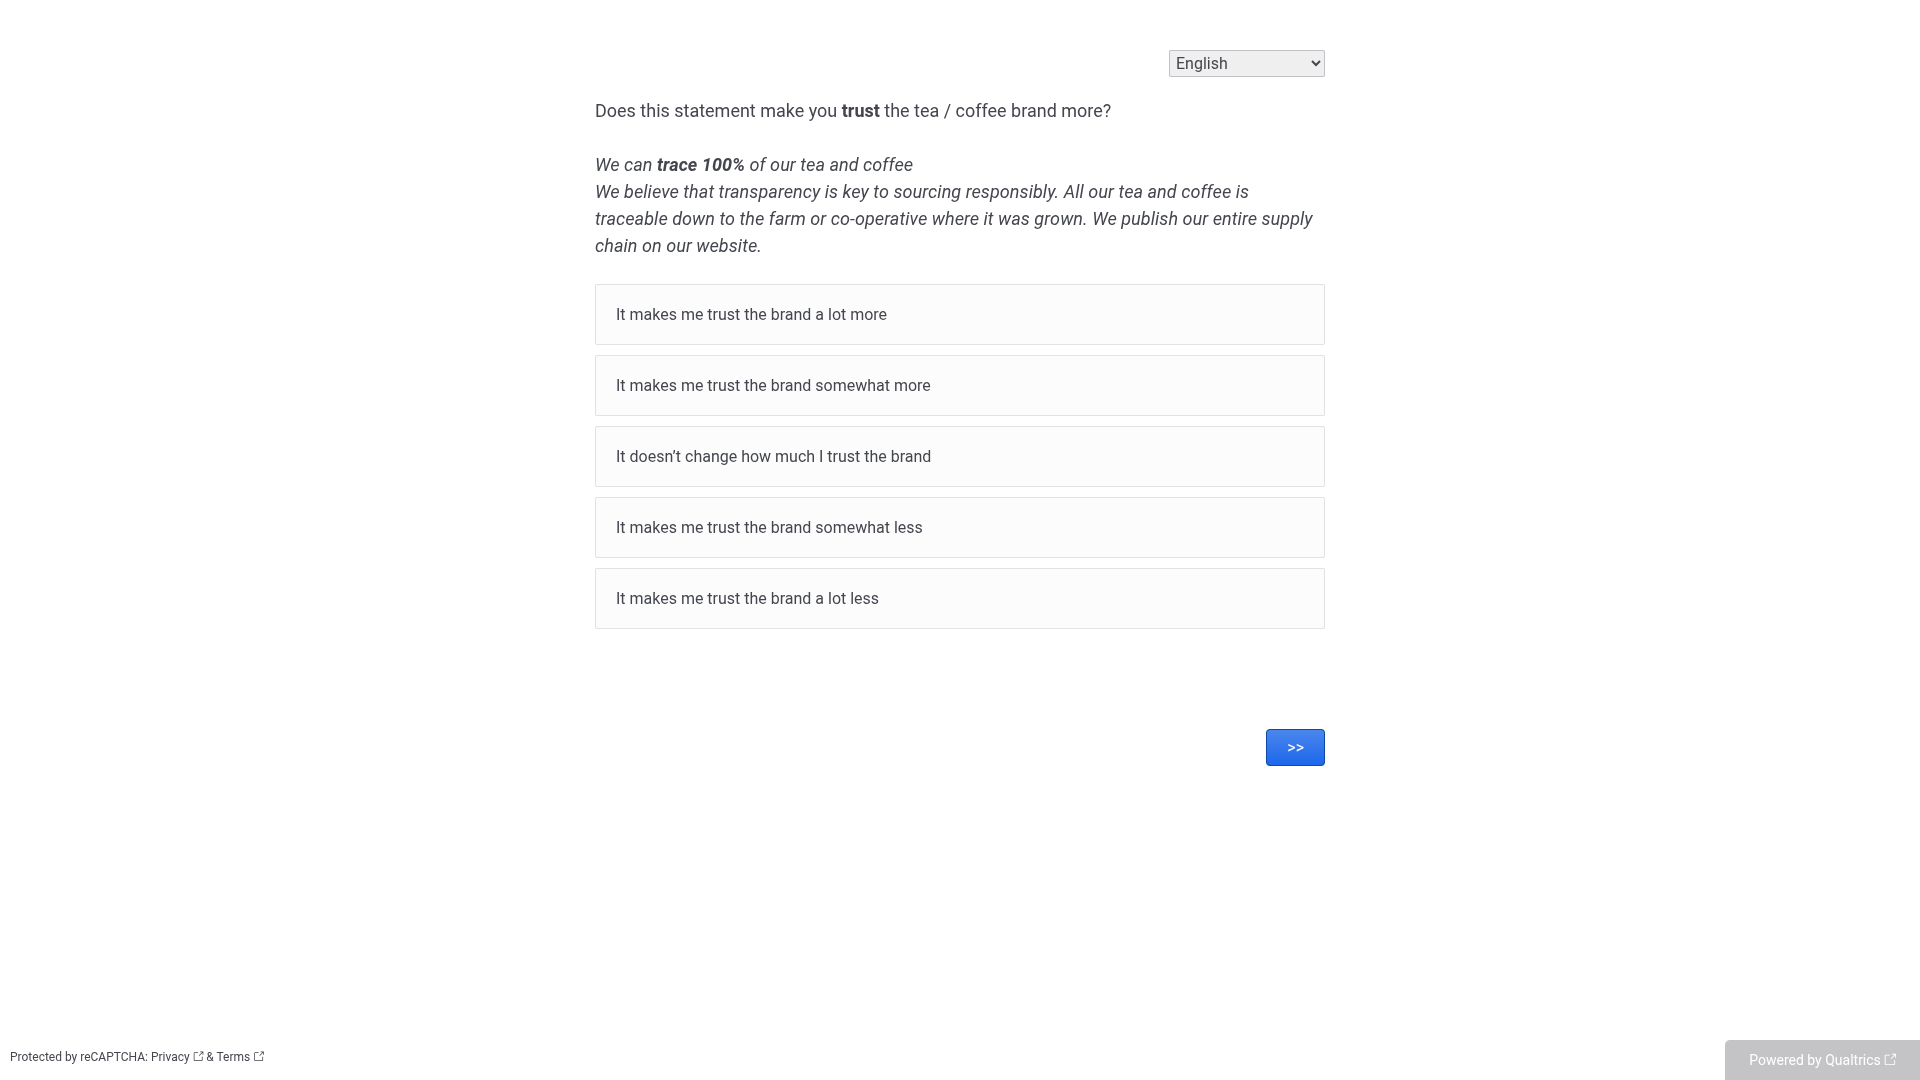 English
Does this statement make you trust the tea / coffee brand more?
We can trace 100% of our tea and coffee
We believe that transparency is key to sourcing responsibly. All our tea and coffee is
traceable down to the farm or co-operative where it was grown. We publish our entire supply
chain on our website.
It makes me trust the brand a lot more
It makes me trust the brand somewhat more
It doesn’t change how much I trust the brand
It makes me trust the brand somewhat less
It makes me trust the brand a lot less
>>
Protected by reCAPTCHA: Privacy & Terms
Powered by Qualtrics